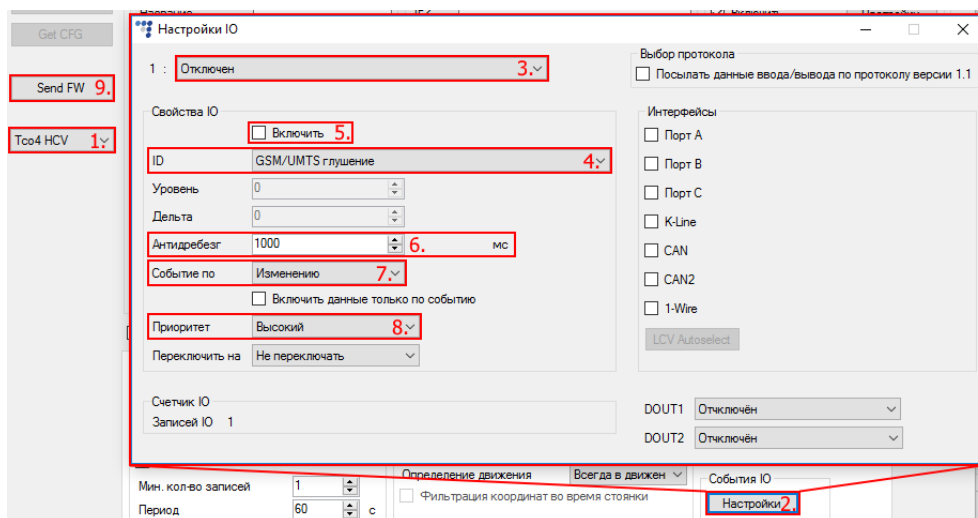 Get CFG
Send FW 9.
Tco4 HCV 1.
Название
Настройки IO
1 : Отключен 3.
Выбор протокола
Посылать данные ввода/вывода по протоколу версии 1.1
Свойства IO
Включить 5.
ID GSM/UMTS глушение 4.
Уровень 0
Дельта 0
Антидребезг 1000 6. мс
Событие по Изменению 7.
Включить данные только по событию
Приоритет Высокий 8.
Переключить на Не переключать
Интерфейсы
Порт A
Порт B
Порт C
K-Line
CAN
CAN2
1-Wire
LCV Autoselect
Счетчик IO
Записей IO 1
DOUT1 Отключён
DOUT2 Отключён
Мин. кол-во записей 1
Период 60 с
Определение движения Всегда в движен
Фильтрация координат во время стоянки
События IO
Настройки 2.